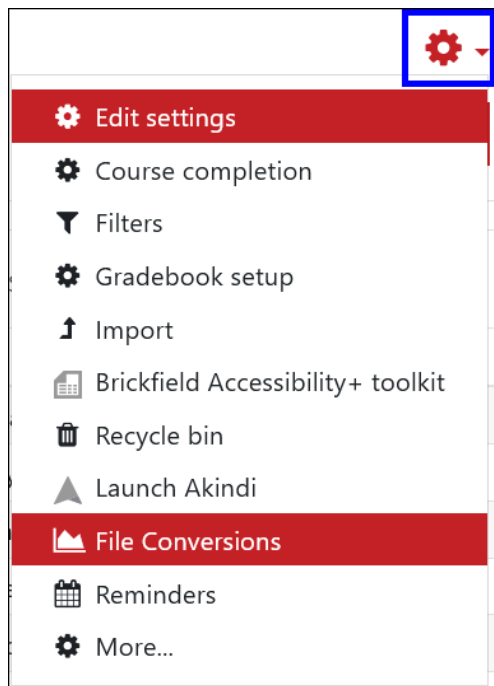 Edit settings
Course completion
Filters
Gradebook setup
Import
Brickfield Accessibility+ toolkit
Recycle bin
Launch Akindi
File Conversions
Reminders
More...